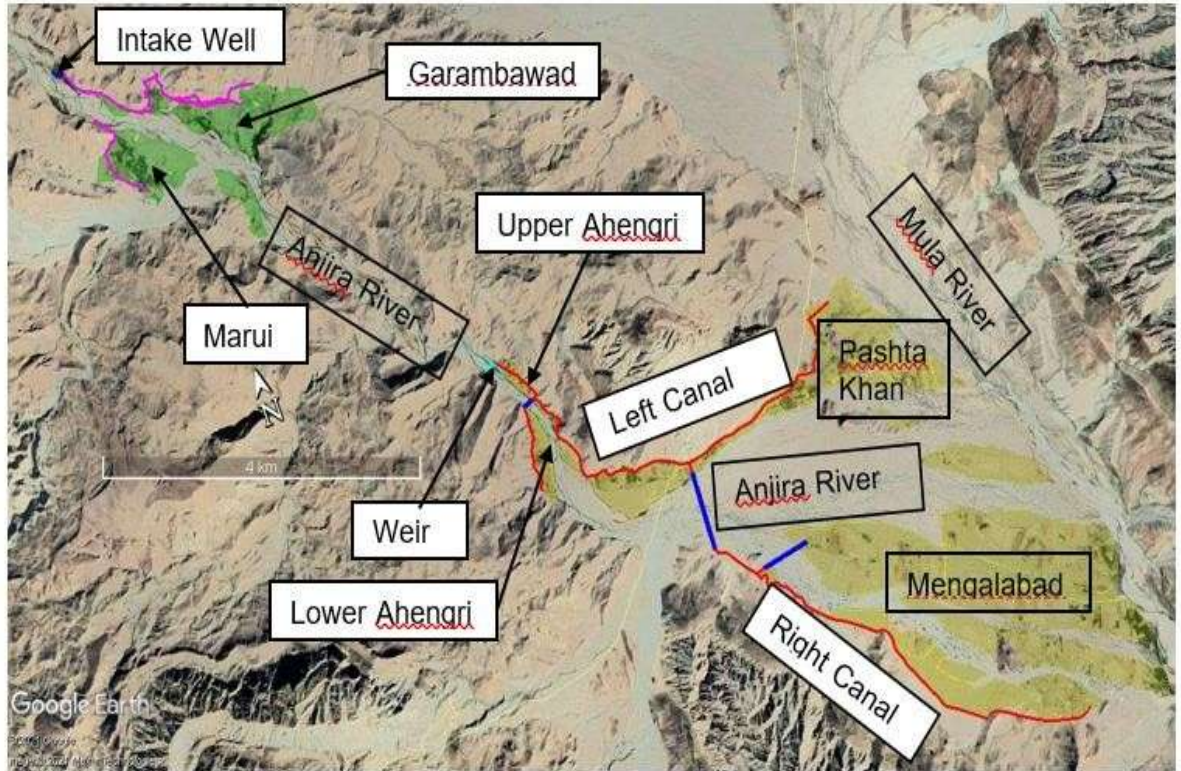 Intake Well
Garambawad
Upper Ahengri
Mula River
Anjira River
Marui
Pashta
Khan
Left Canal
4 km
Anjira River
Weir
Mengalabad
Lower Ahengri
Right Canal
N
Google Earth